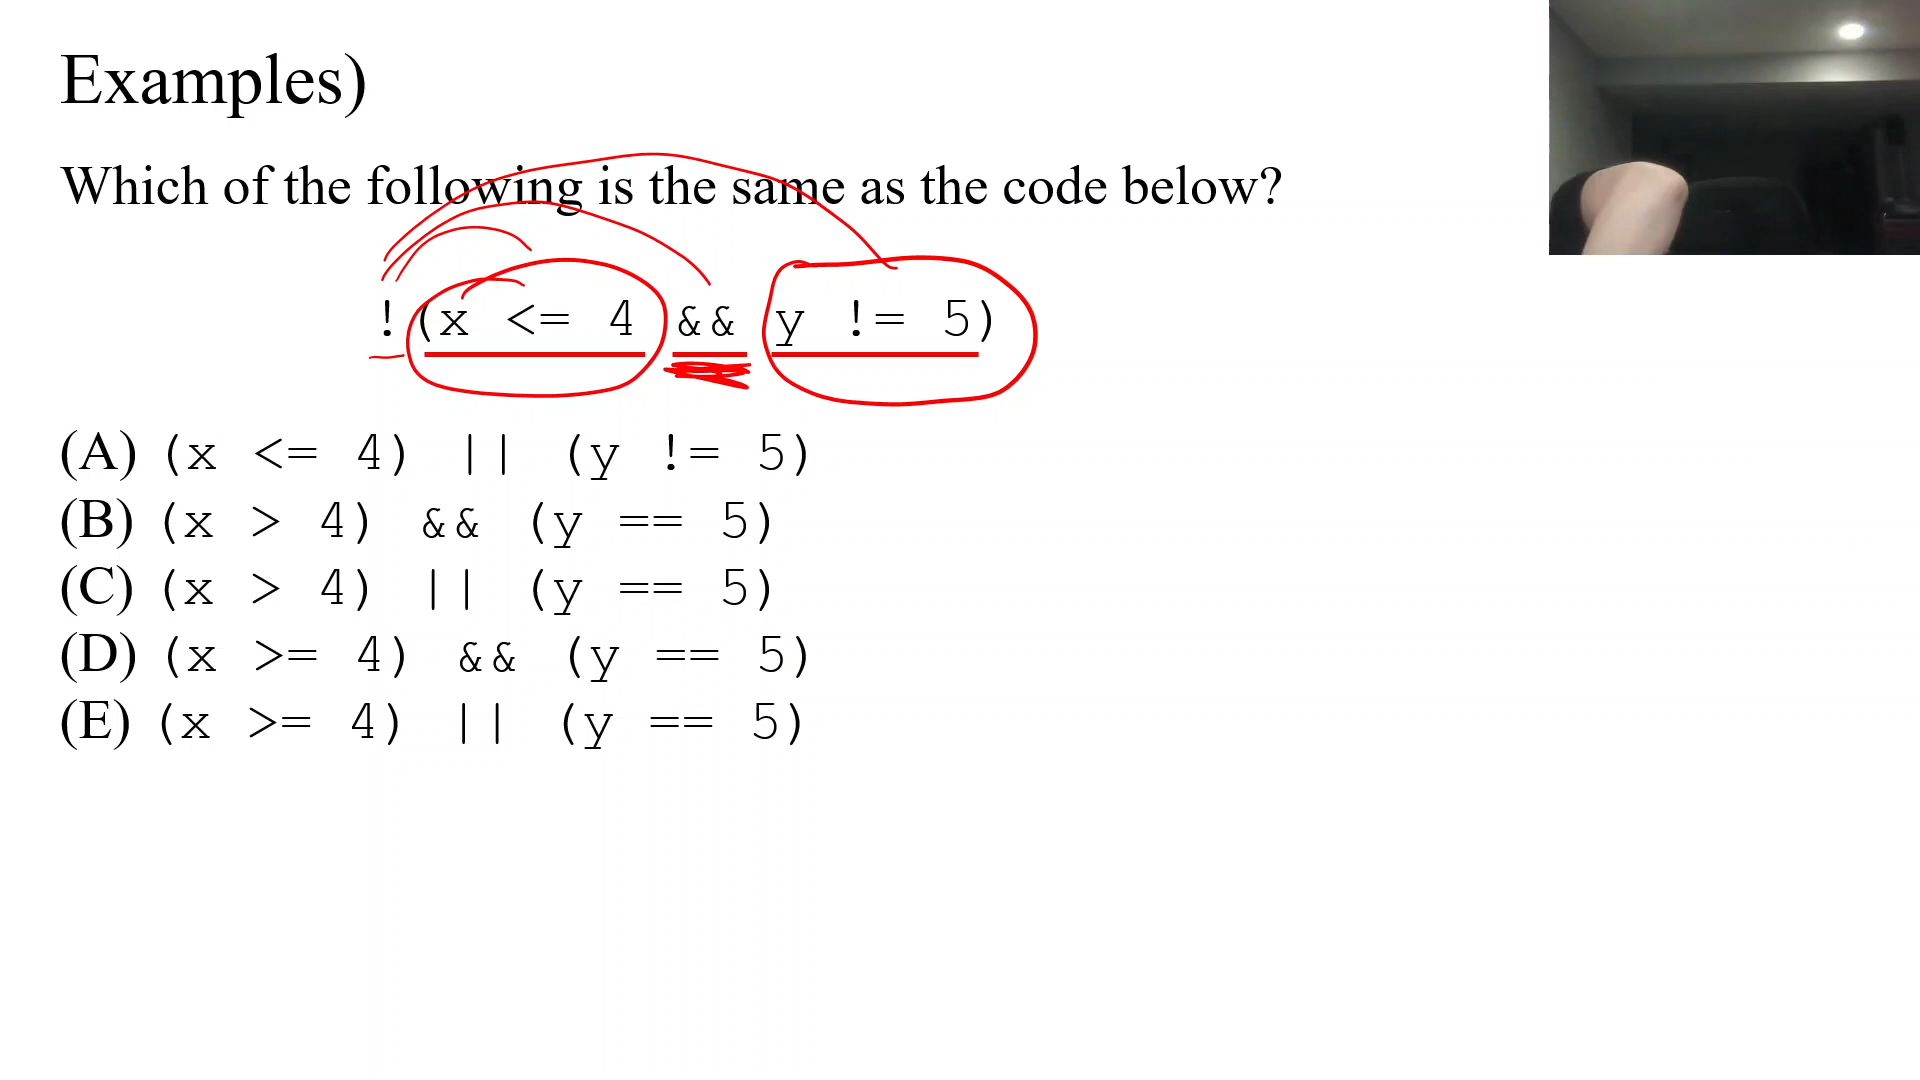 Examples)
Which of the following is the same as the code below?
!(x <= 4 && y != 5)
(A) (x <= 4) || (y != 5)
(B) (x > 4) && (y == 5)
(C) (x > 4) || (y == 5)
(D) (x >= 4) && (y == 5)
(E) (x >= 4) || (y == 5)